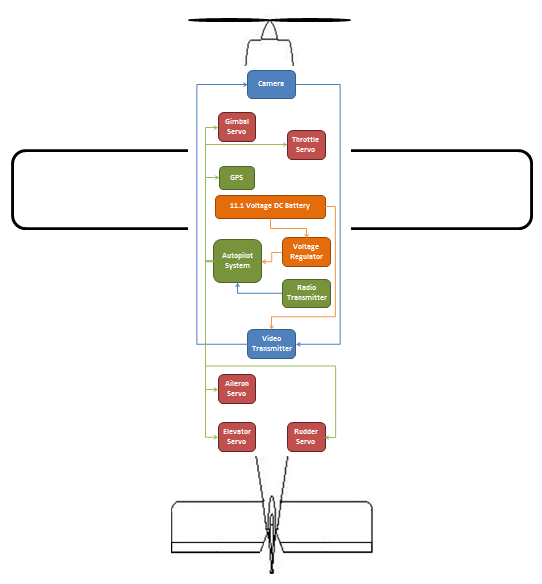 Camera
Gimbal
Servo
Throttle
Servo
GPS
11.1 Voltage DC Battery
Voltage
Regulator
Autopilot
System
Radio
Transmitter
Video
Transmitter
Aileron
Servo
Elevator
Servo
Rudder
Servo